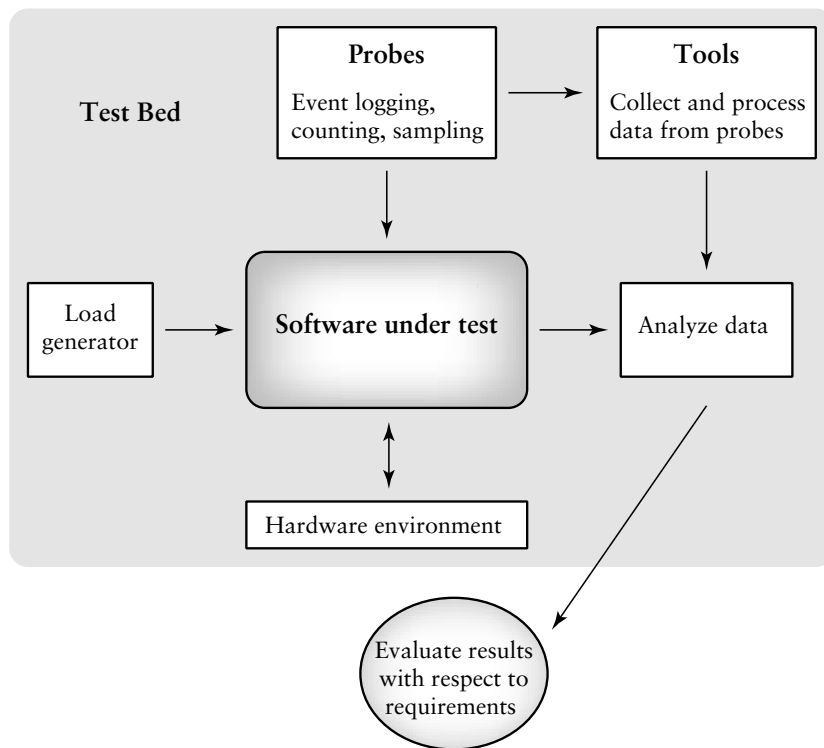 Test Bed
Probes
Event logging,
counting, sampling
Tools
Collect and process
data from probes
Load
generator
Software under test
Analyze data
Hardware environment
Evaluate results
with respect to
requirements